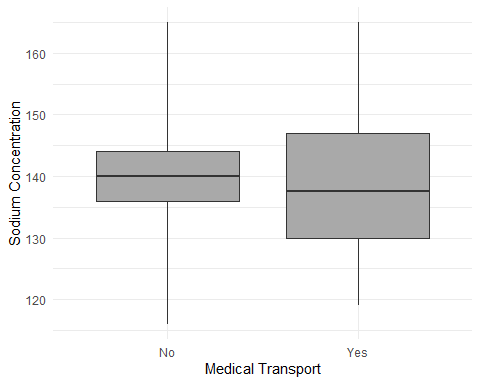 Sodium Concentration
160
150
140
130
120
No Yes
Medical Transport